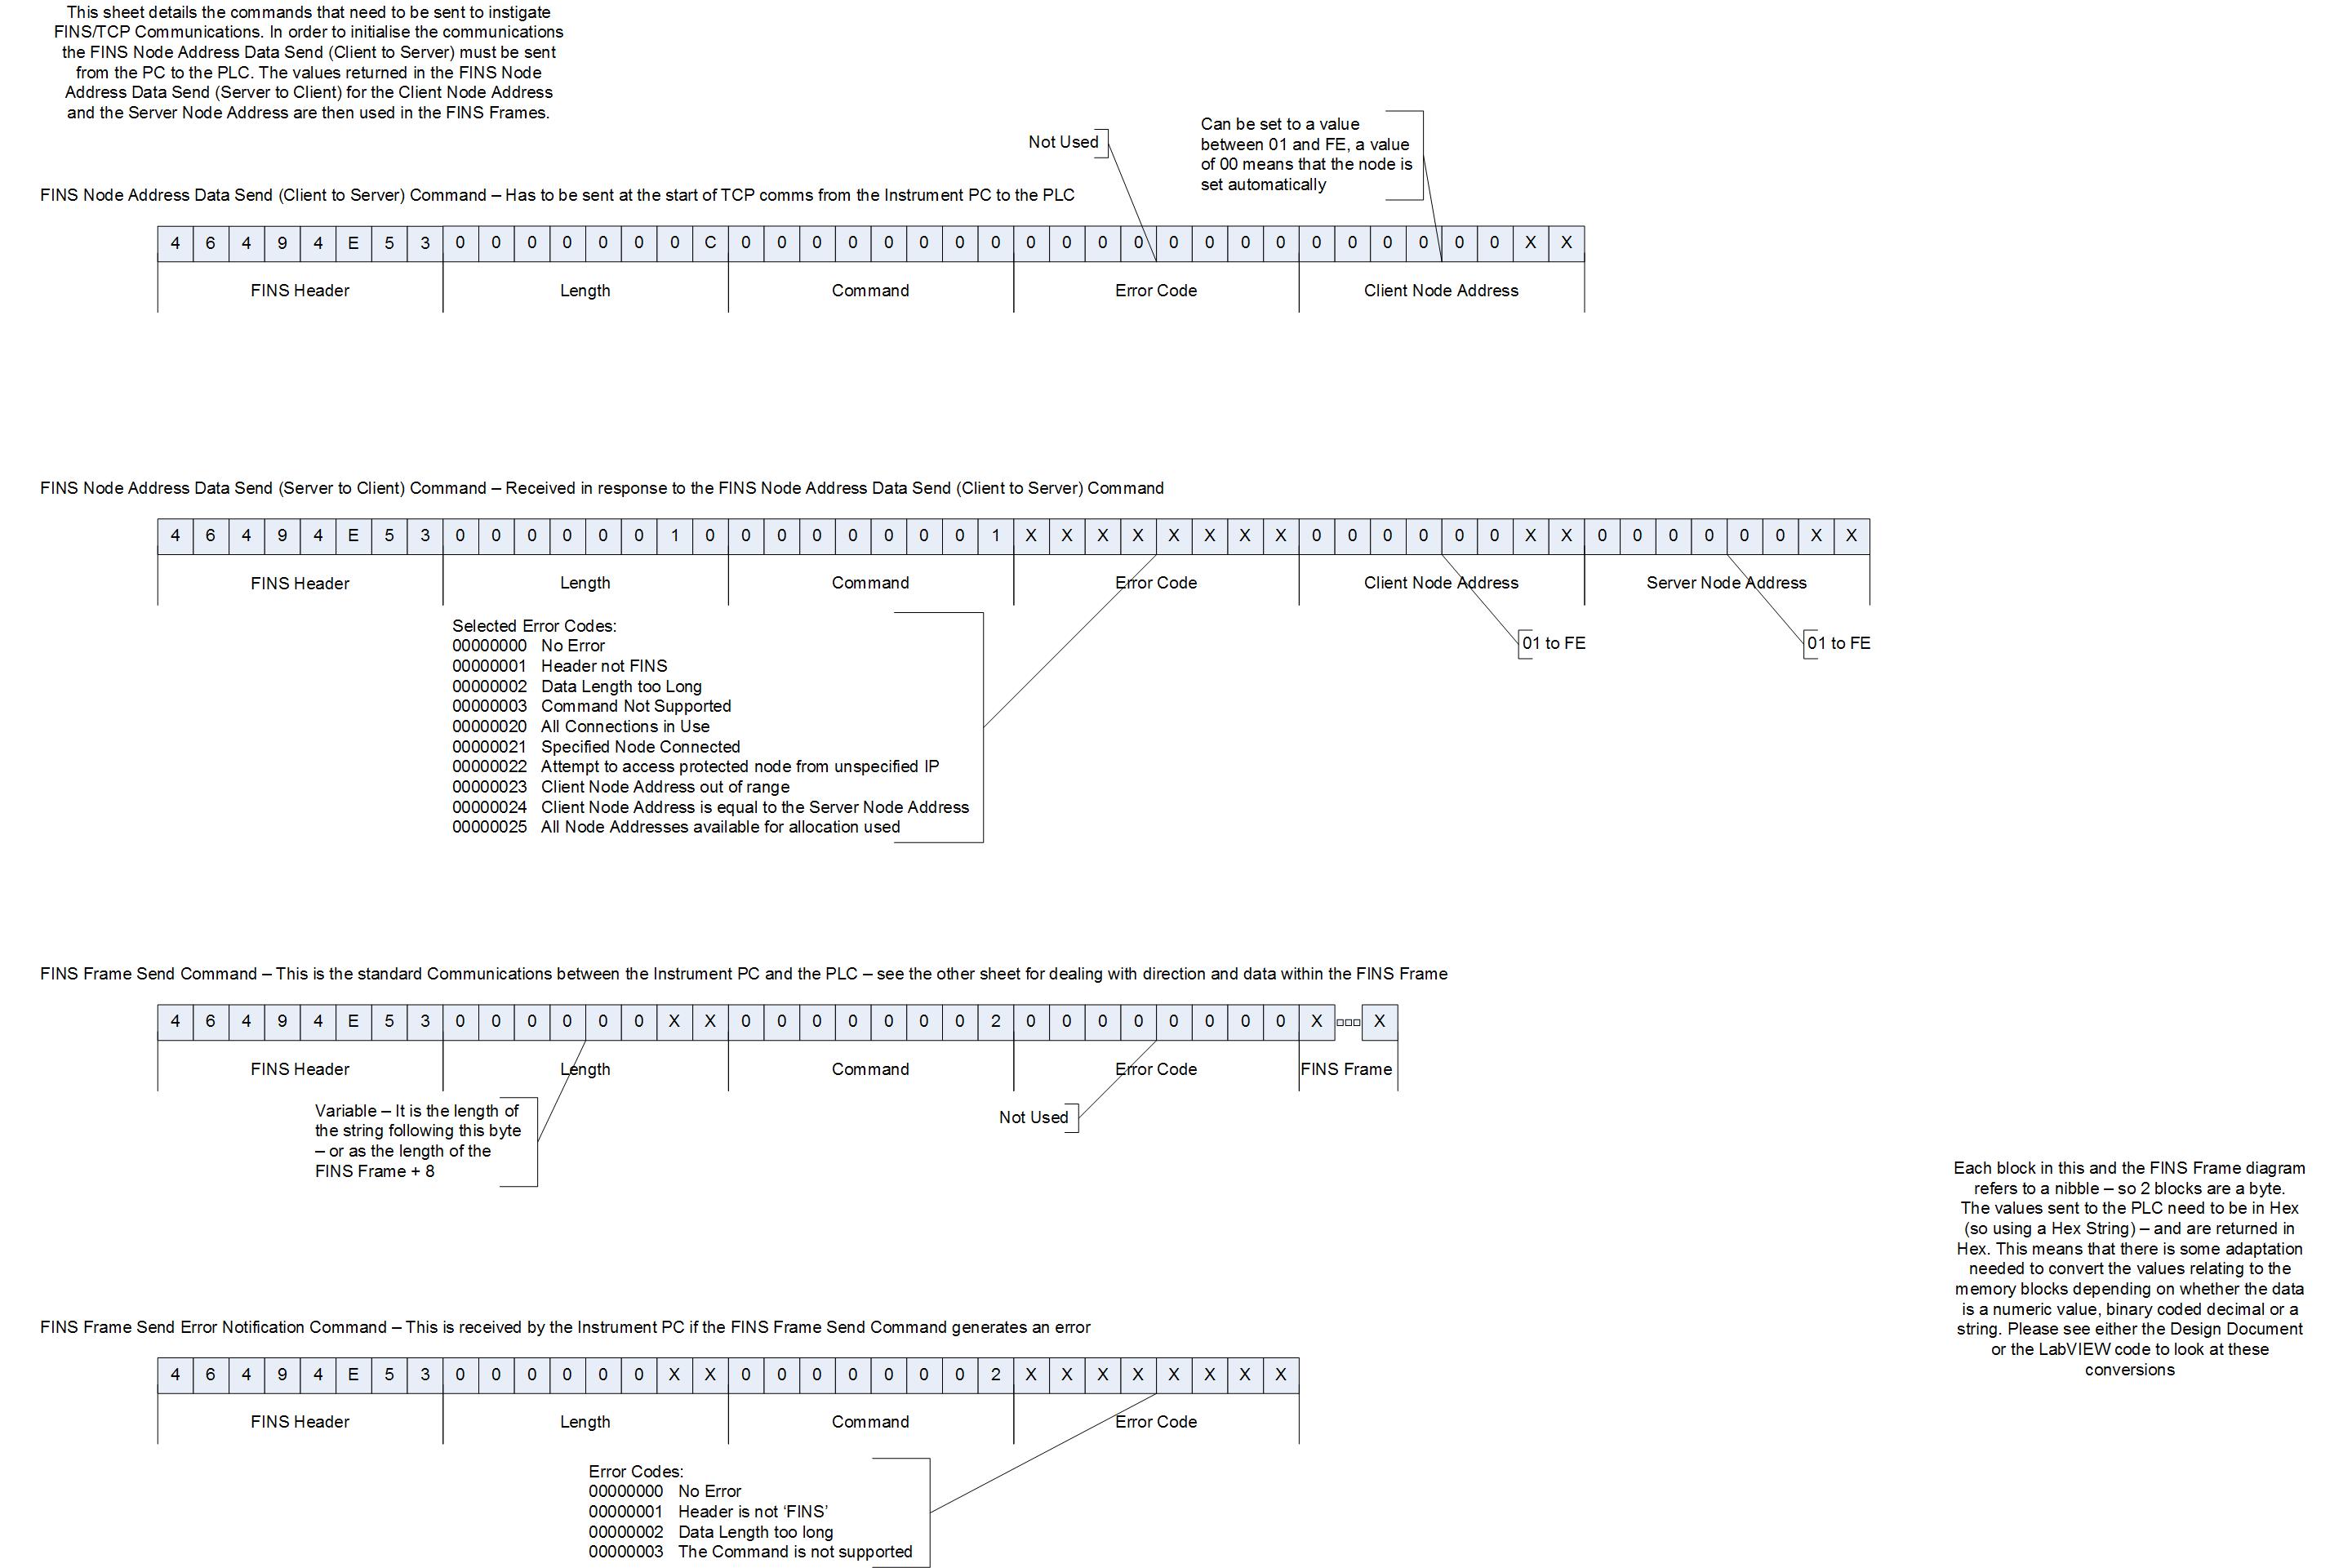 This sheet details the commands that need to be sent to instigate
FINS/TCP Communications. In order to initialise the communications
the FINS Node Address Data Send (Client to Server) must be sent
from the PC to the PLC. The values returned in the FINS Node
Address Data Send (Server to Client) for the Client Node Address
and the Server Node Address are then used in the FINS Frames.
Not Used
Can be set to a value
between 01 and FE, a value
of 00 means that the node is
set automatically
FINS Node Address Data Send (Client to Server) Command – Has to be sent at the start of TCP comms from the Instrument PC to the PLC
4 6 4 9 4 E 5 3 0 0 0 0 0 0 0 C 0 0 0 0 0 0 0 0 0 0 0 0 0 0 0 0 0 0 0 0 0 0 X X
FINS Header Length Command Error Code Client Node Address
FINS Node Address Data Send (Server to Client) Command – Received in response to the FINS Node Address Data Send (Client to Server) Command
4 6 4 9 4 E 5 3 0 0 0 0 0 0 1 0 0 0 0 0 0 0 0 1 X X X X X X X X 0 0 0 0 0 0 X X 0 0 0 0 0 0 X X
FINS Header Length Command Error Code Client Node Address Server Node Address
01 to FE
01 to FE
Selected Error Codes:
00000000 No Error
00000001 Header not FINS
00000002 Data Length too Long
00000003 Command Not Supported
00000020 All Connections in Use
00000021 Specified Node Connected
00000022 Attempt to access protected node from unspecified IP
00000023 Client Node Address out of range
00000024 Client Node Address is equal to the Server Node Address
00000025 All Node Addresses available for allocation used
FINS Frame Send Command – This is the standard Communications between the Instrument PC and the PLC – see the other sheet for dealing with direction and data within the FINS Frame
4 6 4 9 4 E 5 3 0 0 0 0 0 0 X X 0 0 0 0 0 0 0 2 0 0 0 0 0 0 0 0 X X
FINS Header Length Command Error Code FINS Frame
Variable – It is the length of
the string following this byte
– or as the length of the
FINS Frame + 8
Not Used
Each block in this and the FINS Frame diagram
refers to a nibble – so 2 blocks are a byte.
The values sent to the PLC need to be in Hex
(so using a Hex String) – and are returned in
Hex. This means that there is some adaptation
needed to convert the values relating to the
memory blocks depending on whether the data
is a numeric value, binary coded decimal or a
string. Please see either the Design Document
or the LabVIEW code to look at these
conversions
FINS Frame Send Error Notification Command – This is received by the Instrument PC if the FINS Frame Send Command generates an error
4 6 4 9 4 E 5 3 0 0 0 0 0 0 X X 0 0 0 0 0 0 0 2 X X X X X X X X
FINS Header Length Command Error Code
Error Codes:
00000000 No Error
00000001 Header is not ‘FINS’
00000002 Data Length too long
00000003 The Command is not supported